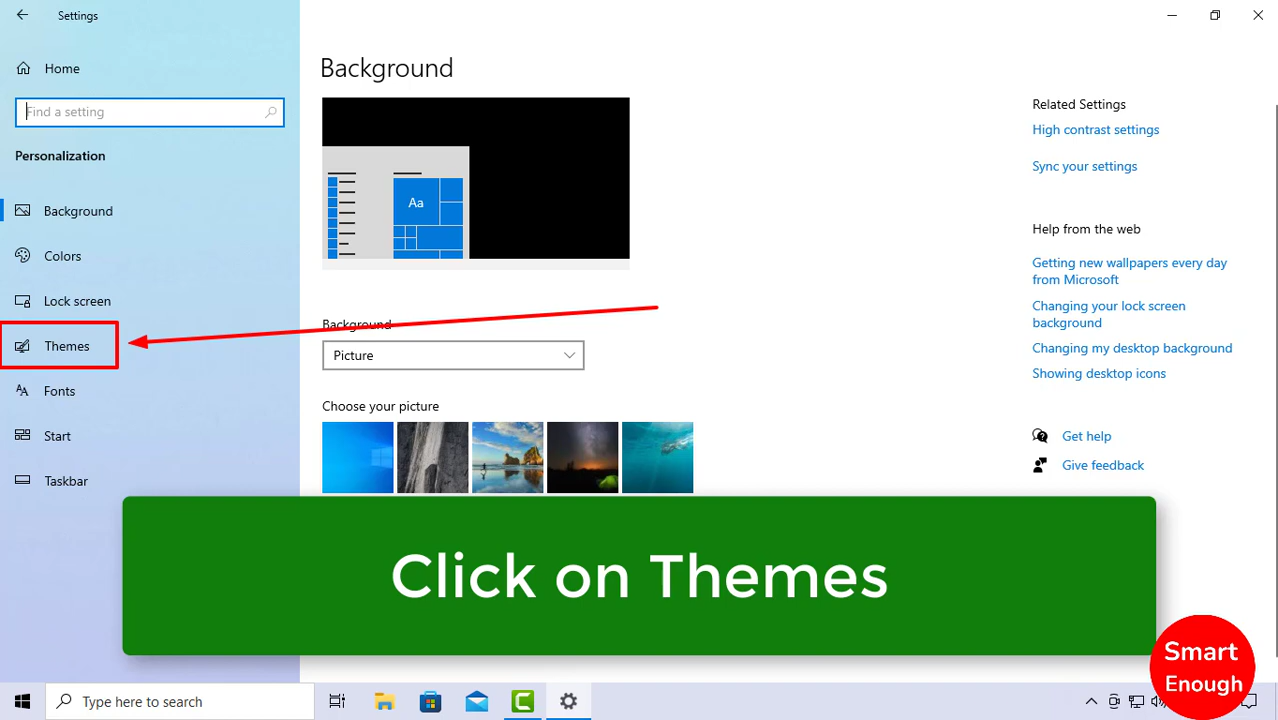 Settings
Home
Find a setting
Personalization
Background
Colors
Lock screen
Themes
Fonts
Start
Taskbar
Background
Aa
Background
Picture
Choose your picture
Related Settings
High contrast settings
Sync your settings
Help from the web
Getting new wallpapers every day
from Microsoft
Changing your lock screen
background
Changing my desktop background
Showing desktop icons
Get help
Give feedback
Click on Themes
Smart
Enough
Type here to search